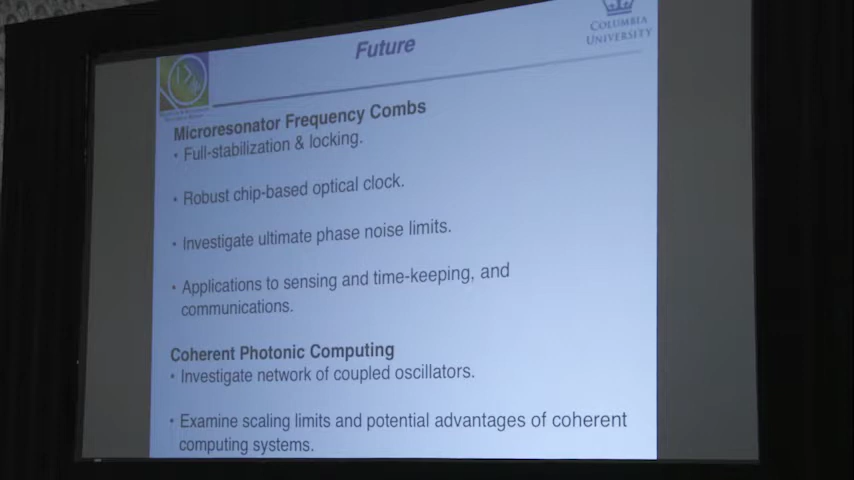 Future
COLUMBIA
UNIVERSITY
Microresonator Frequency Combs
• Full-stabilization & locking.
• Robust chip-based optical clock.
• Investigate ultimate phase noise limits.
• Applications to sensing and time-keeping, and
communications.
Coherent Photonic Computing
• Investigate network of coupled oscillators.
• Examine scaling limits and potential advantages of coherent
computing systems.